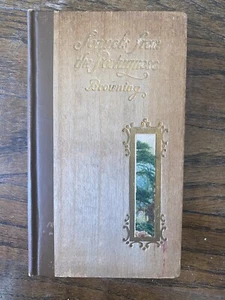 Sonnets from
the Portuguese
Browning